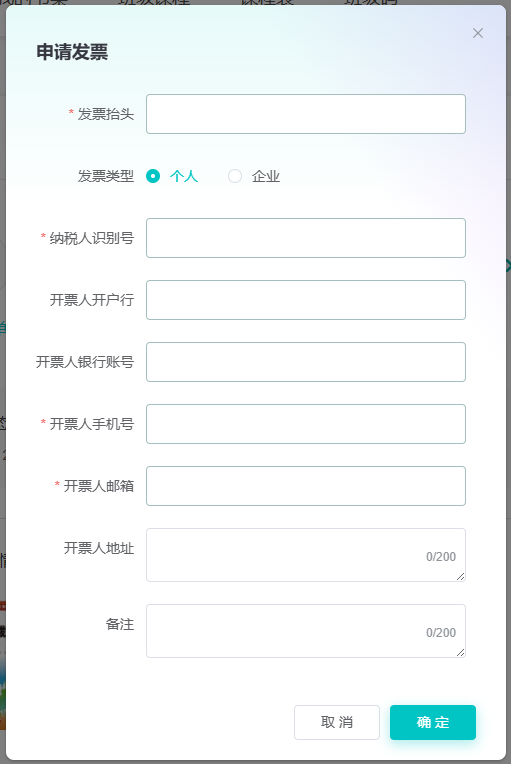 申请发票
* 发票抬头
发票类型 个人 企业
* 纳税人识别号
开票人开户行
开票人银行账号
* 开票人手机号
* 开票人邮箱
开票人地址 0/200
备注 0/200
取消 确定